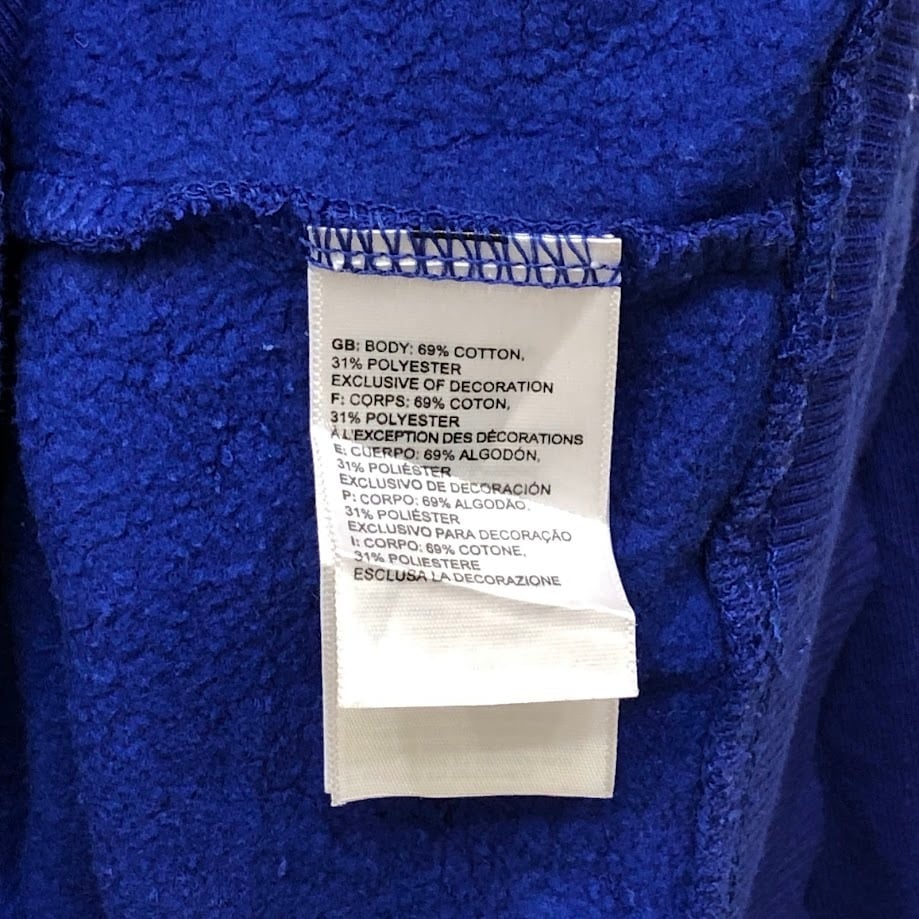 GB: BODY: 69% COTTON,
31% POLYESTER
EXCLUSIVE OF DECORATION
F: CORPS: 69% COTON,
31% POLYESTER
À L'EXCEPTION DES DÉCORATIONS
E: CUERPO: 69% ALGODÓN,
31% POLIÉSTER
EXCLUSIVO DE DECORACIÓN
P: CORPO: 69% ALGODÃO,
31% POLIÉSTER
EXCLUSIVO PARA DECORAÇÃO
I: CORPO: 69% COTONE,
31% POLIESTERE
ESCLUSA LA DECORAZIONE